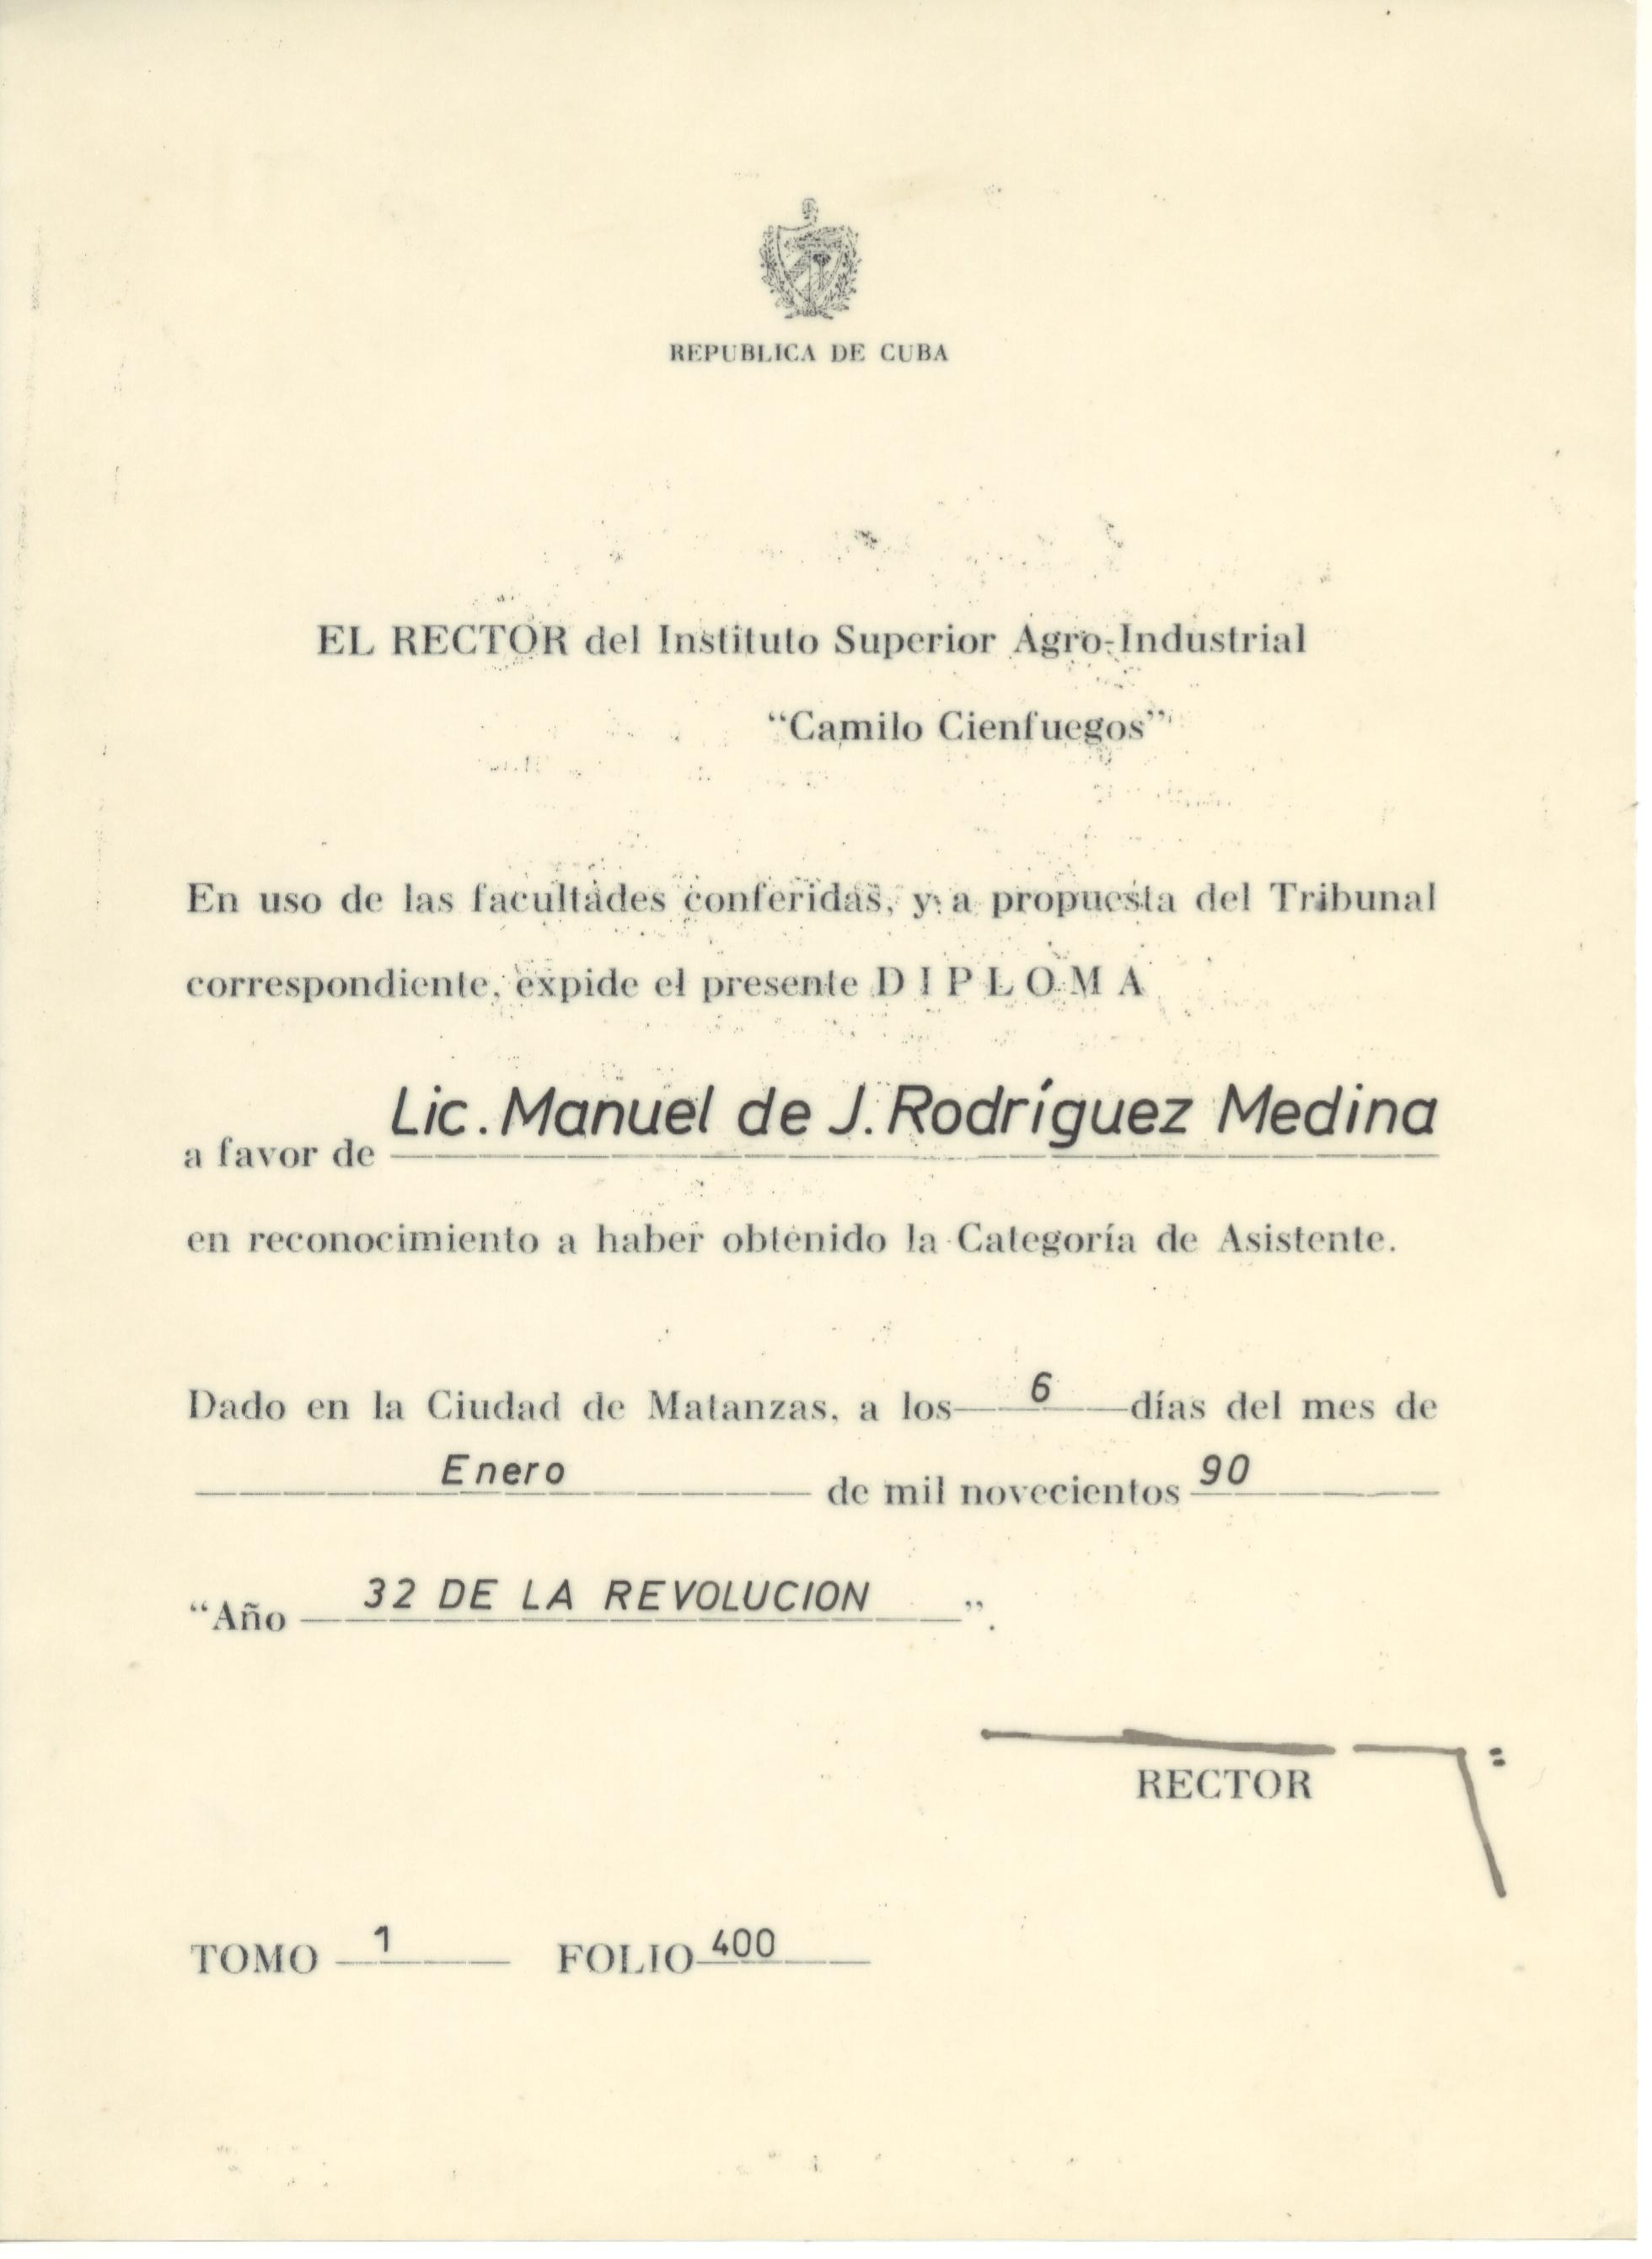 REPUBLICA DE CUBA
EL RECTOR del Instituto Superior Agro-Industrial
“Camilo Cienfuegos”
En uso de las facultades conferidas, y a propuesta del Tribunal
correspondiente, expide el presente D I P L O M A
a favor de Lic. Manuel de J. Rodríguez Medina
en reconocimiento a haber obtenido la Categoría de Asistente.
Dado en la Ciudad de Matanzas, a los 6 días del mes de
Enero de mil novecientos 90
“Año 32 DE LA REVOLUCION”.
RECTOR
TOMO 1 FOLIO 400